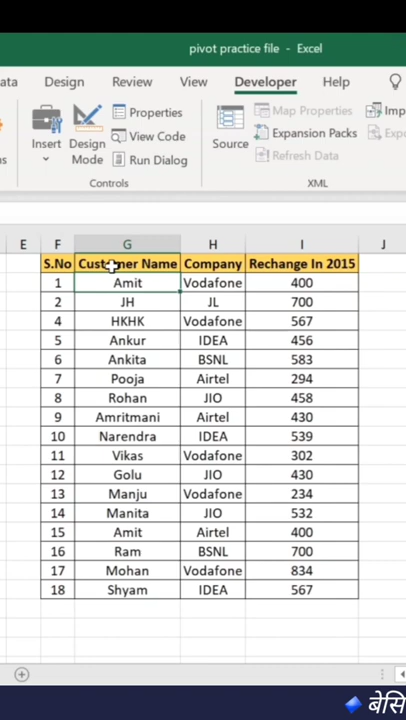 pivot practice file - Excel
Design Review View Developer Help
Insert Design Mode Properties View Code Run Dialog Source Map Properties Expansion Packs Refresh Data
Controls XML
E F G H I J
S.No Customer Name Company Rechange In 2015
1 Amit Vodafone 400
2 JH JL 700
4 HKHK Vodafone 567
5 Ankur IDEA 456
6 Ankita BSNL 583
7 Pooja Airtel 294
8 Rohan JIO 458
9 Amritmani Airtel 430
10 Narendra IDEA 539
11 Vikas Vodafone 302
12 Golu JIO 430
13 Manju Vodafone 234
14 Manita JIO 532
15 Amit Airtel 400
16 Ram BSNL 700
17 Mohan Vodafone 834
18 Shyam IDEA 567